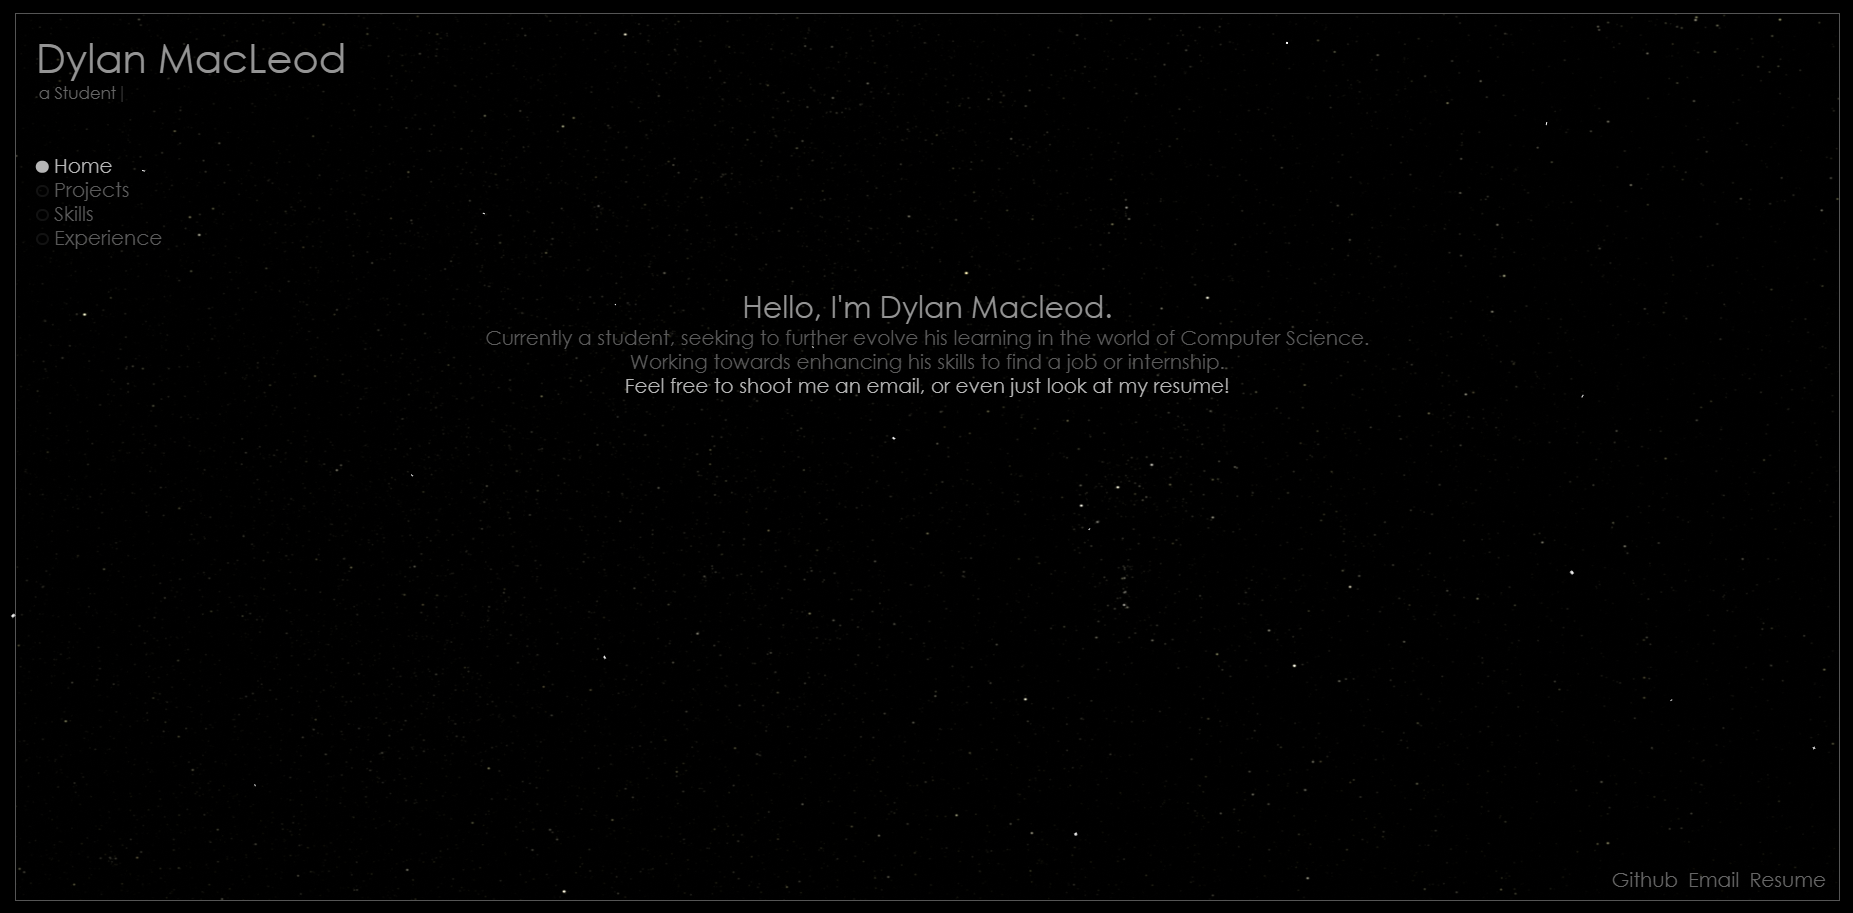 Dylan MacLeod
a Student|
Home
Projects
Skills
Experience
Hello, I'm Dylan Macleod.
Currently a student, seeking to further evolve his learning in the world of Computer Science.
Working towards enhancing his skills to find a job or internship.
Feel free to shoot me an email, or even just look at my resume!
Github Email Resume